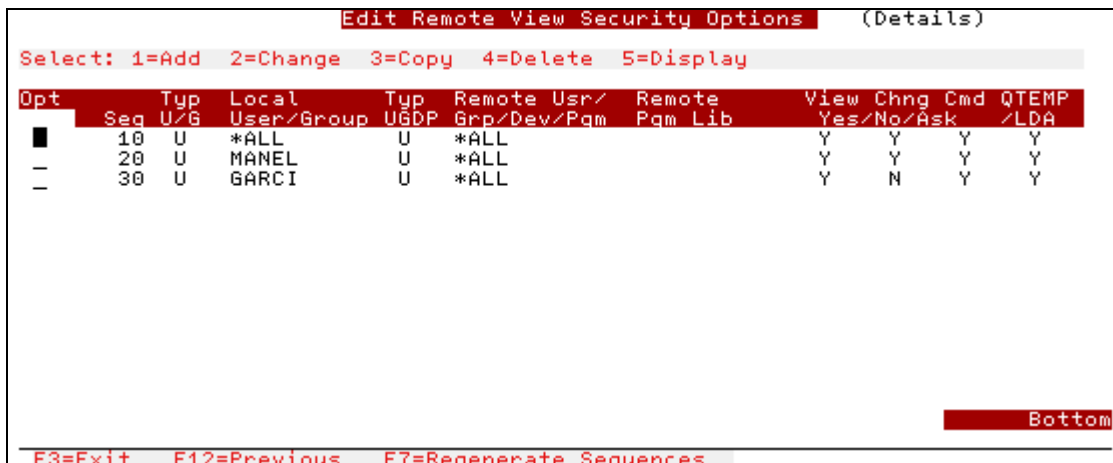 Edit Remote View Security Options (Details)
Select: 1=Add 2=Change 3=Copy 4=Delete 5=Display
Opt Typ Local Typ Remote Usr/ Remote View Chng Cmd QTEMP
Seq U/G User/Group UGDP Grp/Dev/Pgm Pgm Lib Yes/No/Ask /LDA
10 U *ALL U *ALL Y Y Y Y
_ 20 U MANEL U *ALL Y Y Y Y
_ 30 U GARCI U *ALL Y N Y Y
Bottom
F3=Exit F12=Previous F7=Regenerate Sequences